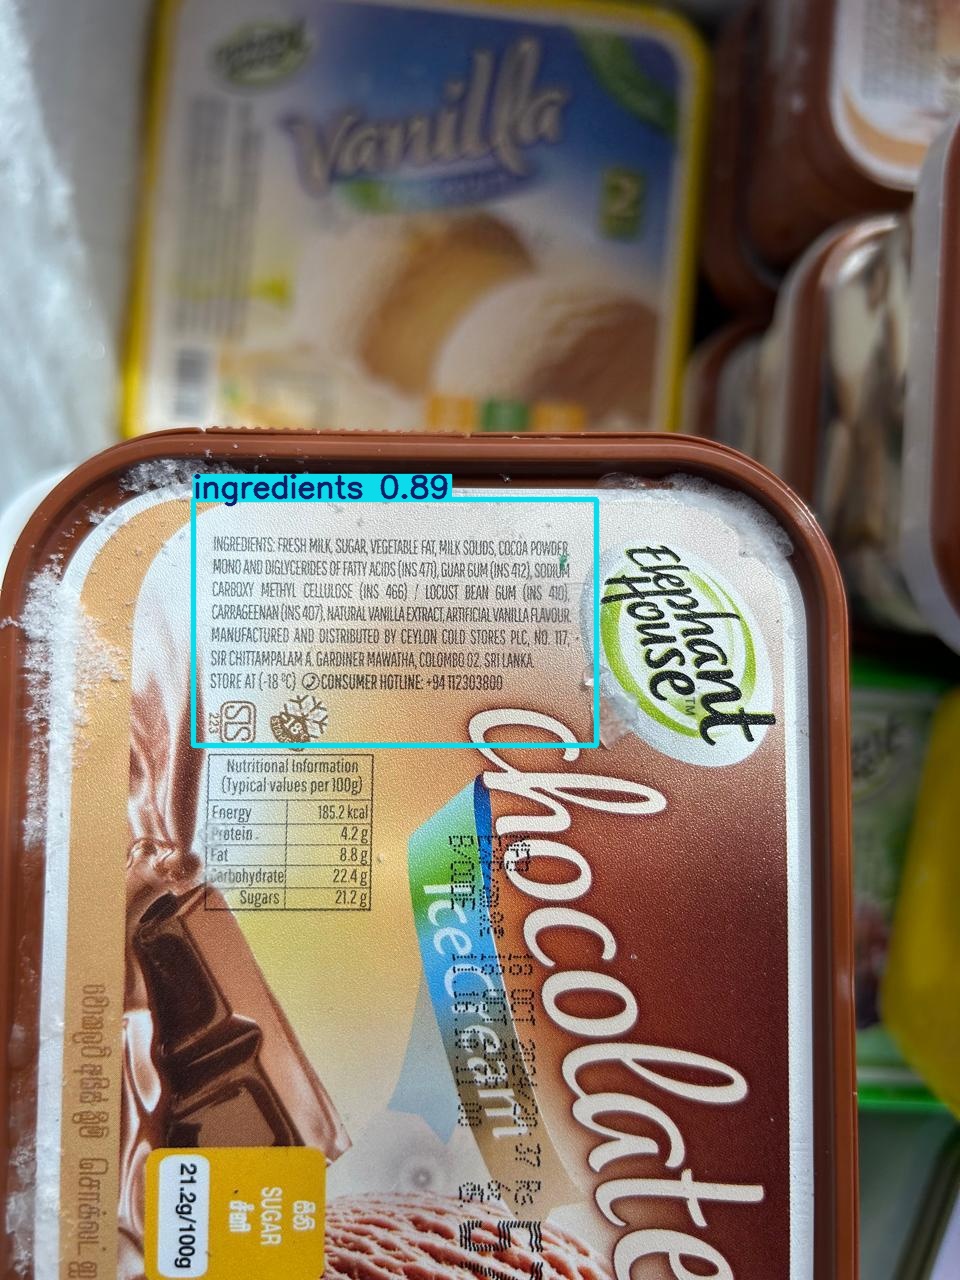 Vanilla
2
ingredients 0.89
INGREDIENTS: FRESH MILK, SUGAR, VEGETABLE FAT, MILK SOLIDS, COCOA POWDER,
MONO AND DIGLYCERIDES OF FATTY ACIDS (INS 471), GUAR GUM (INS 412), SODIUM
CARBOXY METHYL CELLULOSE (INS 466) / LOCUST BEAN GUM (INS 410),
CARRAGEENAN (INS 407), NATURAL VANILLA EXTRACT, ARTIFICIAL VANILLA FLAVOUR.
MANUFACTURED AND DISTRIBUTED BY CEYLON COLD STORES PLC, NO. 117,
SIR CHITTAMPALAM A. GARDINER MAWATHA, COLOMBO 02, SRI LANKA.
STORE AT (-18 °C) CONSUMER HOTLINE: +94 112303800
SLS
223
Elephant
House™
Nutritional Information
(Typical values per 100g)
Energy 185.2 kcal
Protein 4.2 g
Fat 8.8 g
Carbohydrate 22.4 g
Sugars 21.2 g
Chocolate
Ice Cream
සීනි
SUGAR
சீனி
21.2g/100g